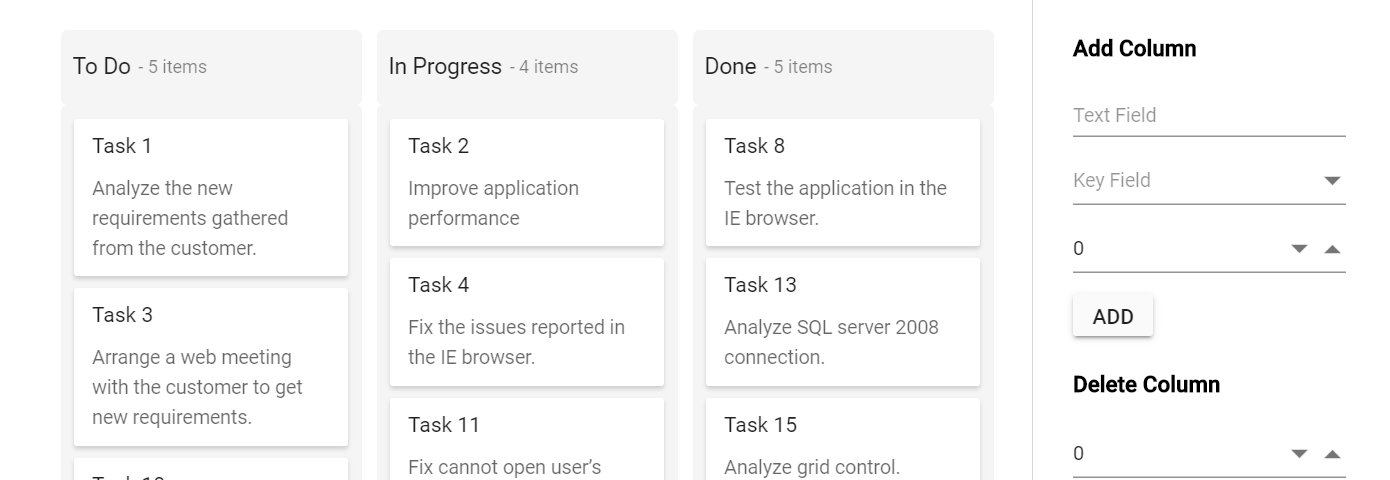 To Do - 5 items
Task 1
Analyze the new
requirements gathered
from the customer.
Task 3
Arrange a web meeting
with the customer to get
new requirements.
In Progress - 4 items
Task 2
Improve application
performance
Task 4
Fix the issues reported in
the IE browser.
Task 11
Fix cannot open user’s
Done - 5 items
Task 8
Test the application in the
IE browser.
Task 13
Analyze SQL server 2008
connection.
Task 15
Analyze grid control.
Add Column
Text Field
Key Field
0
ADD
Delete Column
0